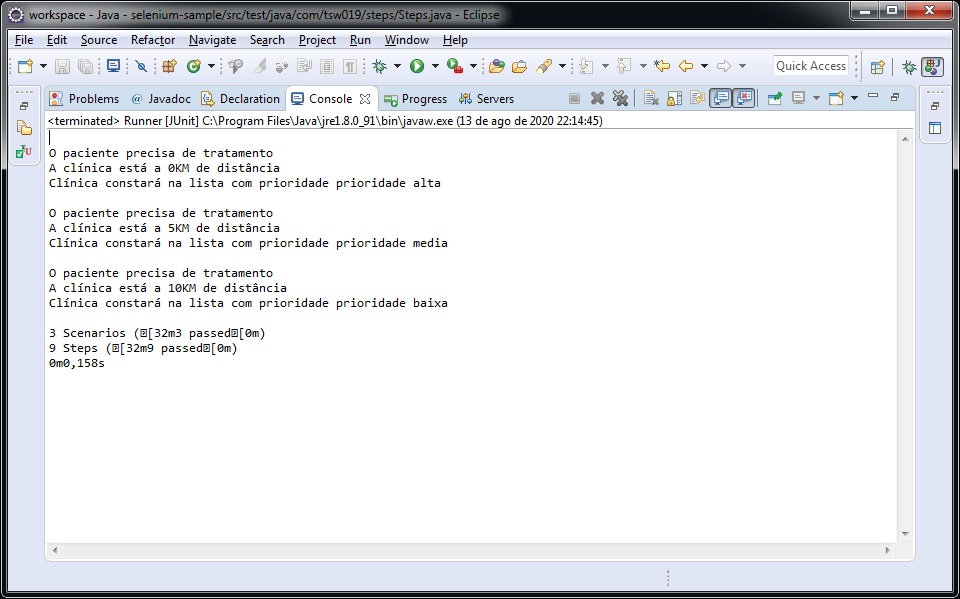 workspace - Java - selenium-sample/src/test/java/com/tsw019/steps/Steps.java - Eclipse
File Edit Source Refactor Navigate Search Project Run Window Help
Quick Access
Problems @ Javadoc Declaration Console Progress Servers
<terminated> Runner [JUnit] C:\Program Files\Java\jre1.8.0_91\bin\javaw.exe (13 de ago de 2020 22:14:45)
O paciente precisa de tratamento
A clínica está a 0KM de distância
Clínica constará na lista com prioridade prioridade alta
O paciente precisa de tratamento
A clínica está a 5KM de distância
Clínica constará na lista com prioridade prioridade media
O paciente precisa de tratamento
A clínica está a 10KM de distância
Clínica constará na lista com prioridade prioridade baixa
3 Scenarios (�[32m3 passed�[0m)
9 Steps (�[32m9 passed�[0m)
0m0,158s